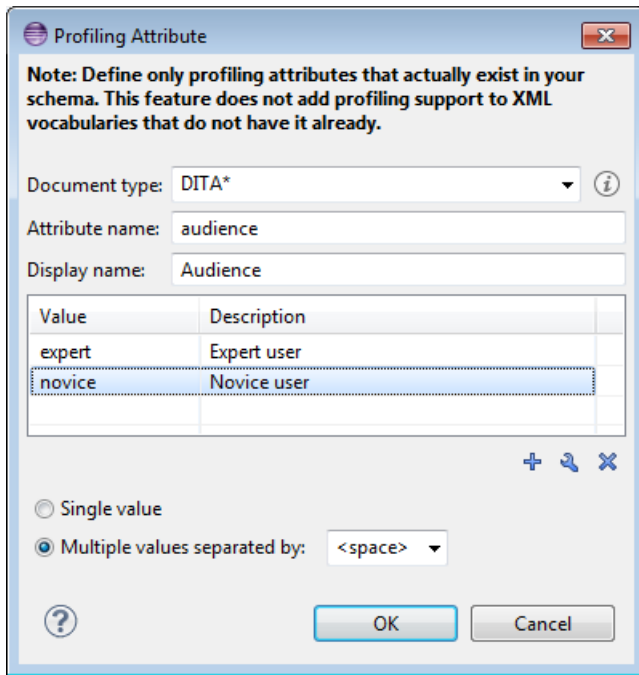 Profiling Attribute
Note: Define only profiling attributes that actually exist in your
schema. This feature does not add profiling support to XML
vocabularies that do not have it already.
Document type: DITA*
Attribute name: audience
Display name: Audience
Value Description
expert Expert user
novice Novice user
Single value
Multiple values separated by: <space>
OK Cancel